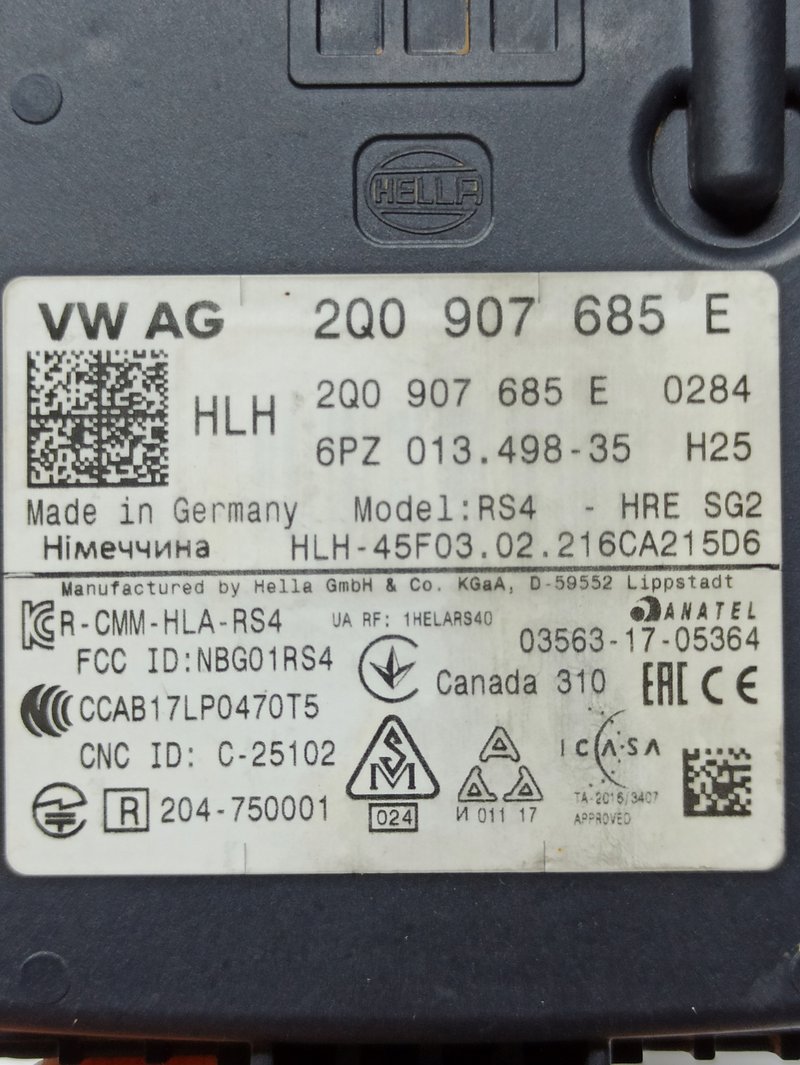 HELLA
VW AG 2Q0 907 685 E
HLH 2Q0 907 685 E 0284
6PZ 013.498-35 H25
Made in Germany Model:RS4 - HRE SG2
Німеччина HLH-45F03.02.216CA215D6
Manufactured by Hella GmbH & Co. KGaA, D-59552 Lippstadt
R-CMM-HLA-RS4 UA RF: 1HELARS40 ANATEL
03563-17-05364
FCC ID:NBG01RS4
Canada 310 EAC CE
CCAB17LP0470T5
CNC ID: C-25102 SM ICASA
R 204-750001 024 И 011 17 TA-2016/3407
APPROVED